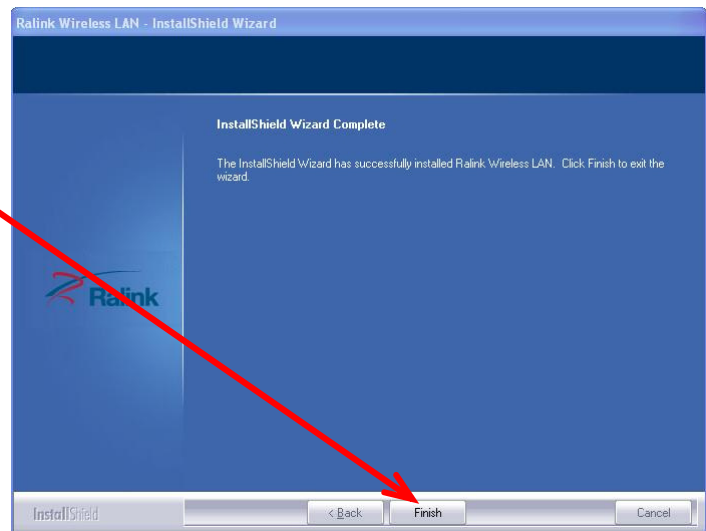 Ralink Wireless LAN - InstallShield Wizard
InstallShield Wizard Complete
The InstallShield Wizard has successfully installed Ralink Wireless LAN. Click Finish to exit the
wizard.
Ralink
InstallShield
< Back
Finish
Cancel